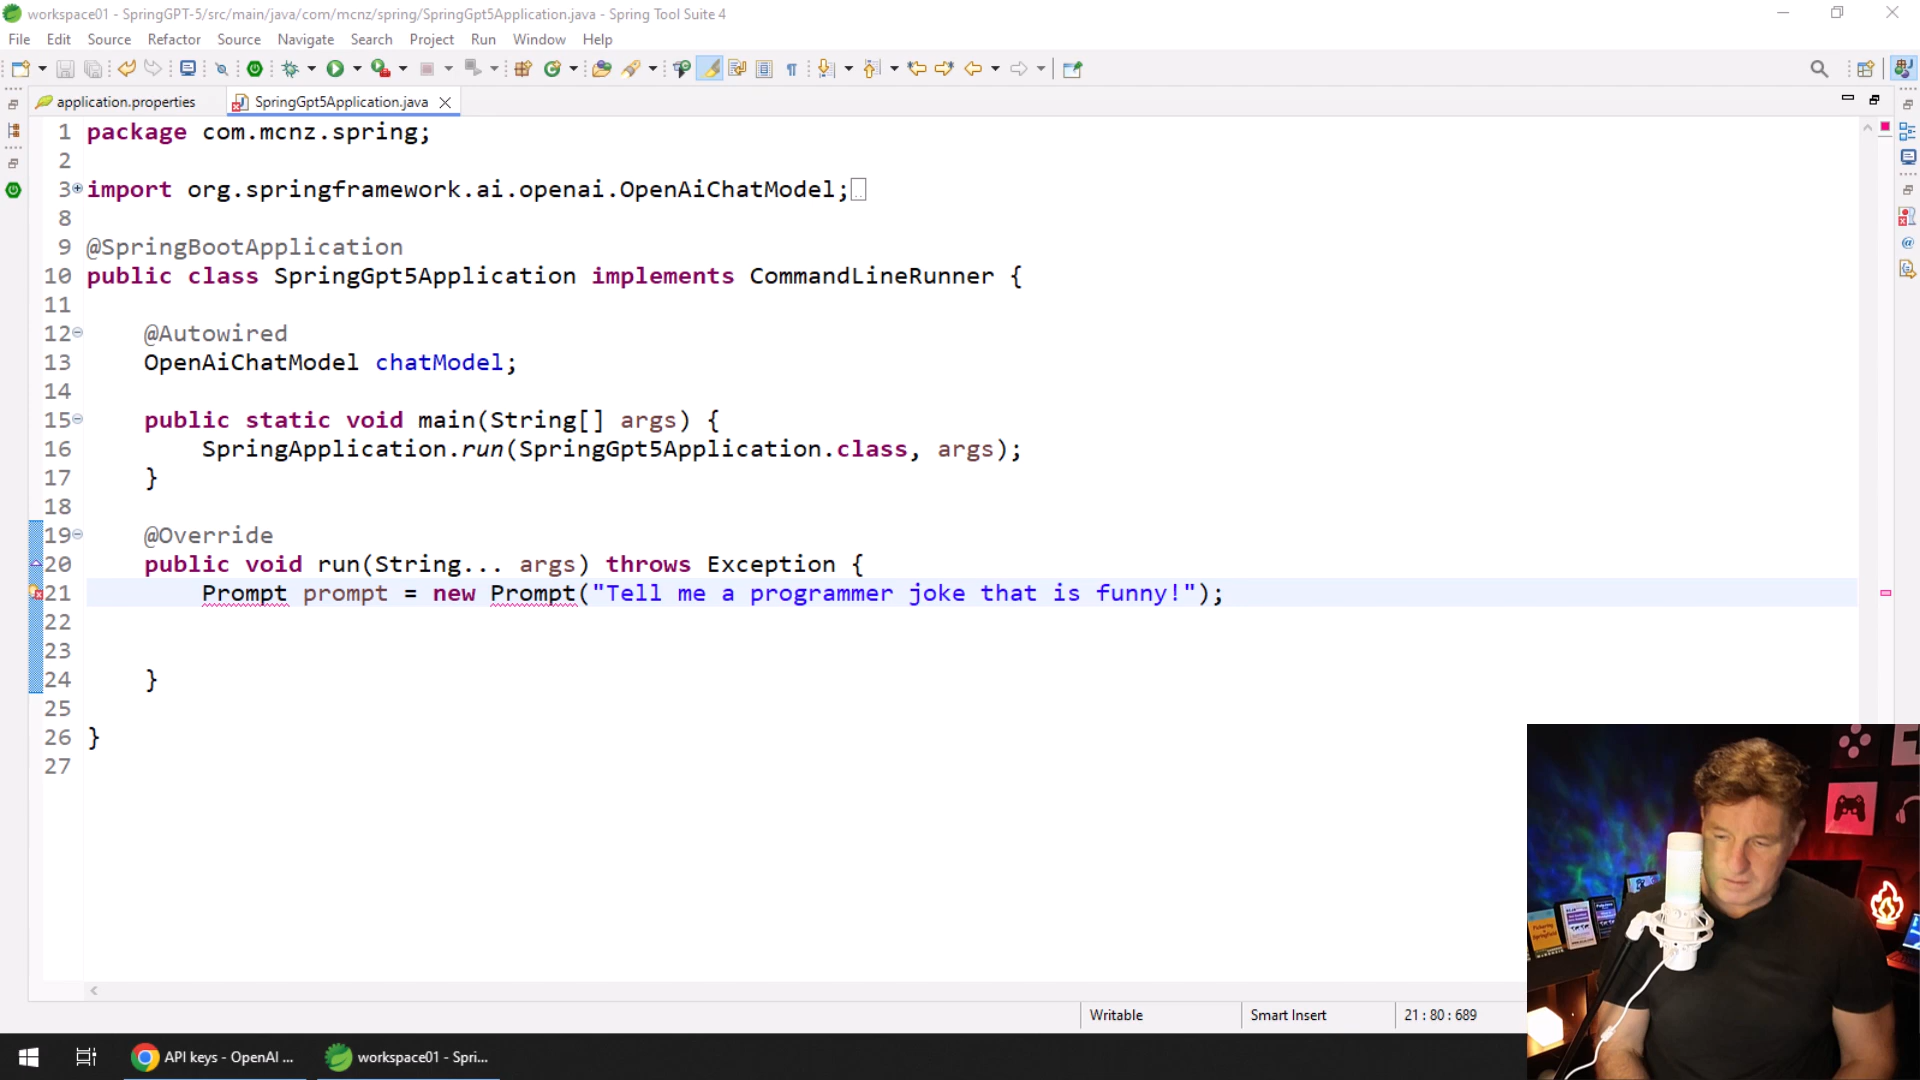 workspace01 - SpringGPT-5/src/main/java/com/mcnz/spring/SpringGpt5Application.java - Spring Tool Suite 4
File Edit Source Refactor Source Navigate Search Project Run Window Help
application.properties SpringGpt5Application.java
1 package com.mcnz.spring;
2
3 import org.springframework.ai.openai.OpenAiChatModel;
8
9 @SpringBootApplication
10 public class SpringGpt5Application implements CommandLineRunner {
11
12 @Autowired
13 OpenAiChatModel chatModel;
14
15 public static void main(String[] args) {
16 SpringApplication.run(SpringGpt5Application.class, args);
17 }
18
19 @Override
20 public void run(String... args) throws Exception {
21 Prompt prompt = new Prompt("Tell me a programmer joke that is funny!");
22
23
24 }
25
26 }
27
Writable Smart Insert 21 : 80 : 689
API keys - OpenAI ... workspace01 - Spri...